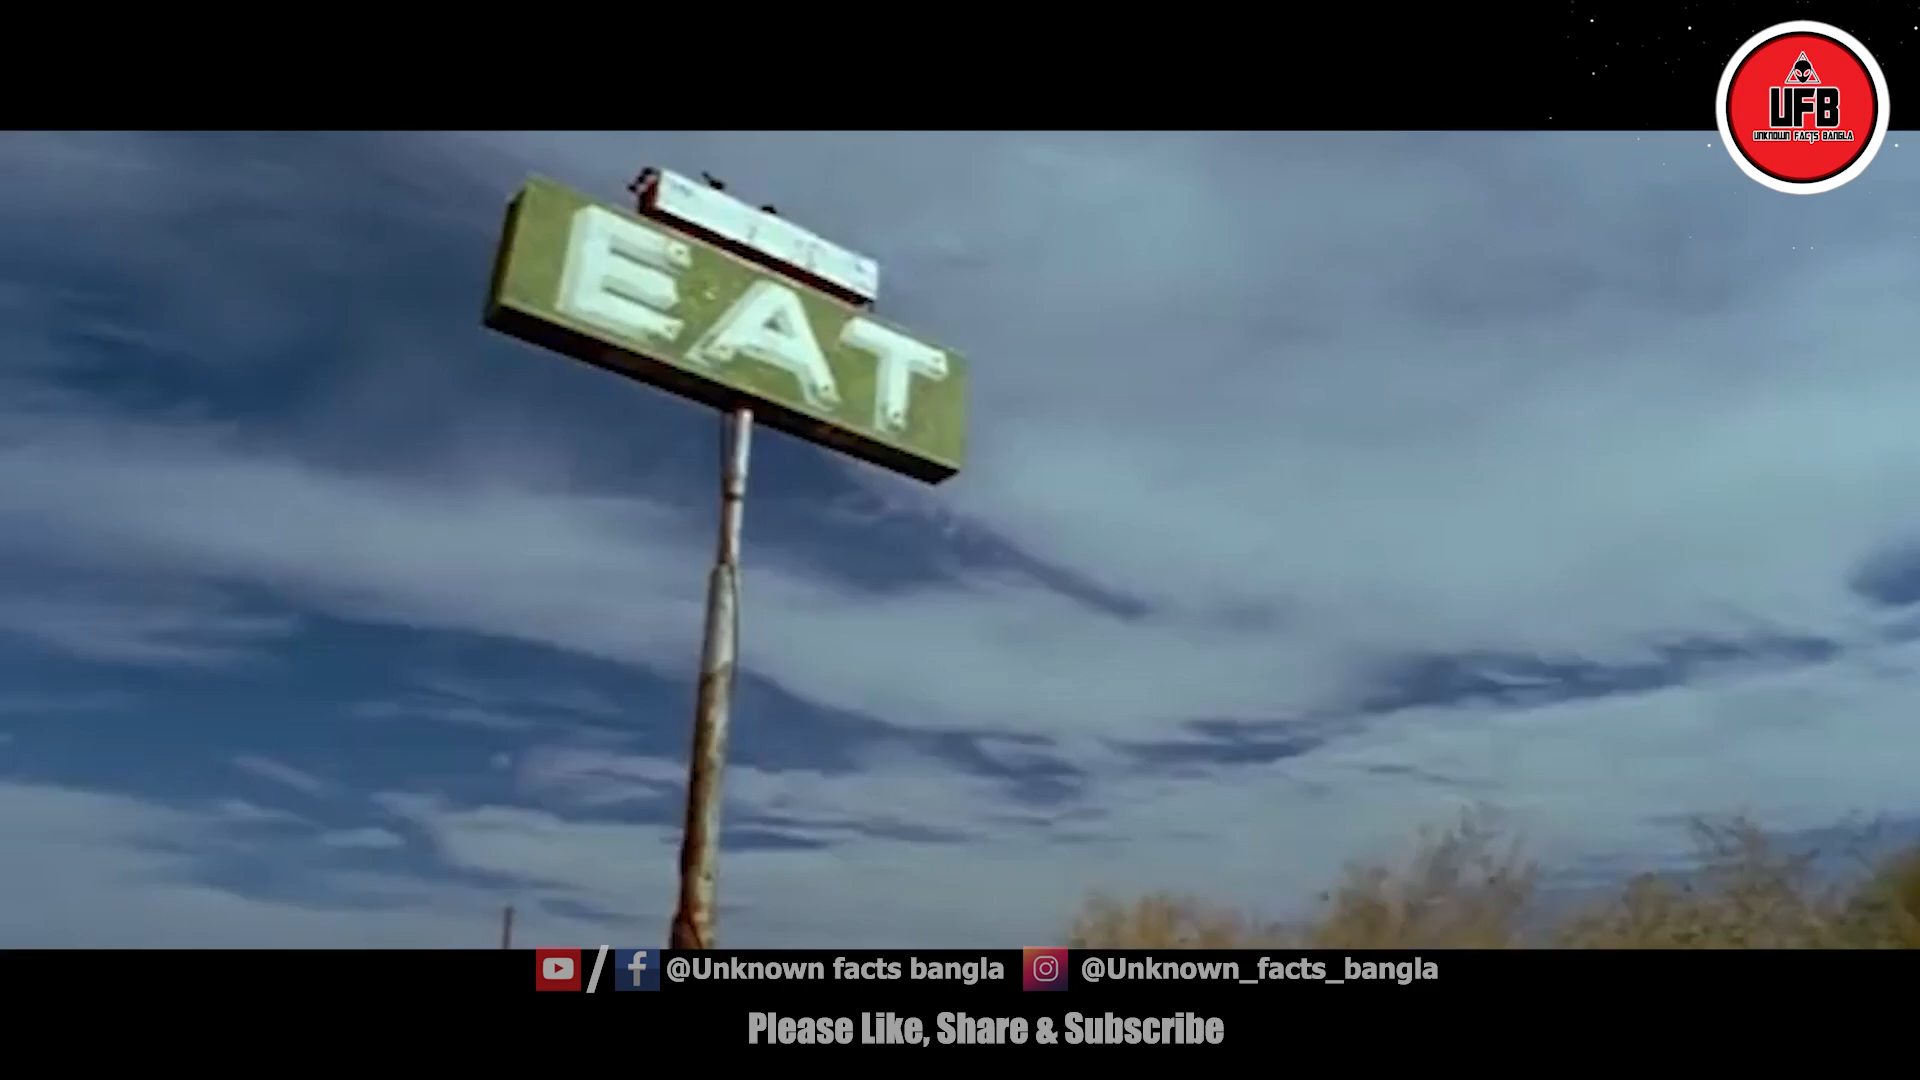 UFB
UNKNOWN FACTS BANGLA
EAT
/ @Unknown facts bangla @Unknown_facts_bangla
Please Like, Share & Subscribe